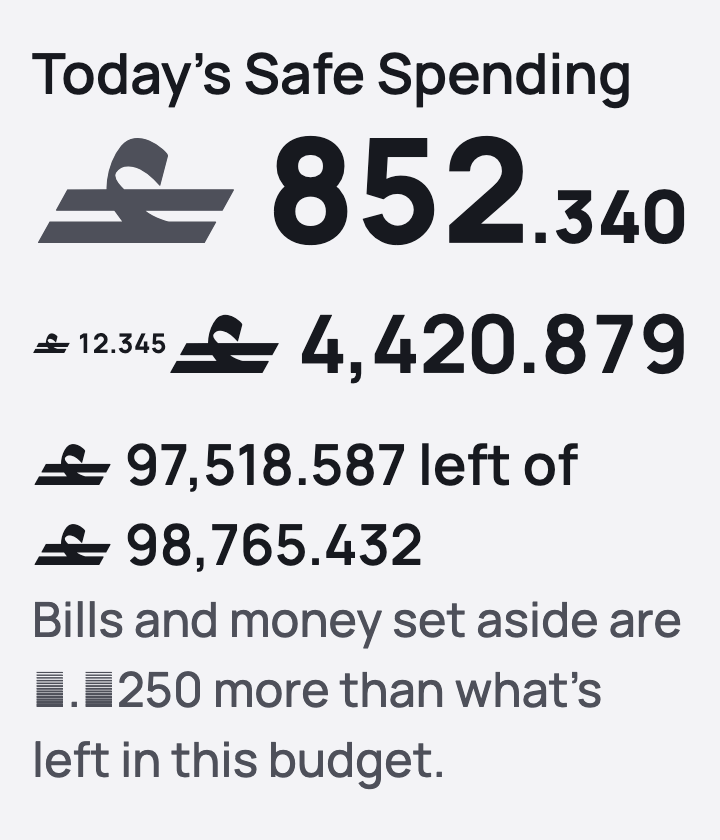 Today’s Safe Spending
852.340
12.345 4,420.879
97,518.587 left of
98,765.432
Bills and money set aside are
more than what’s
left in this budget.